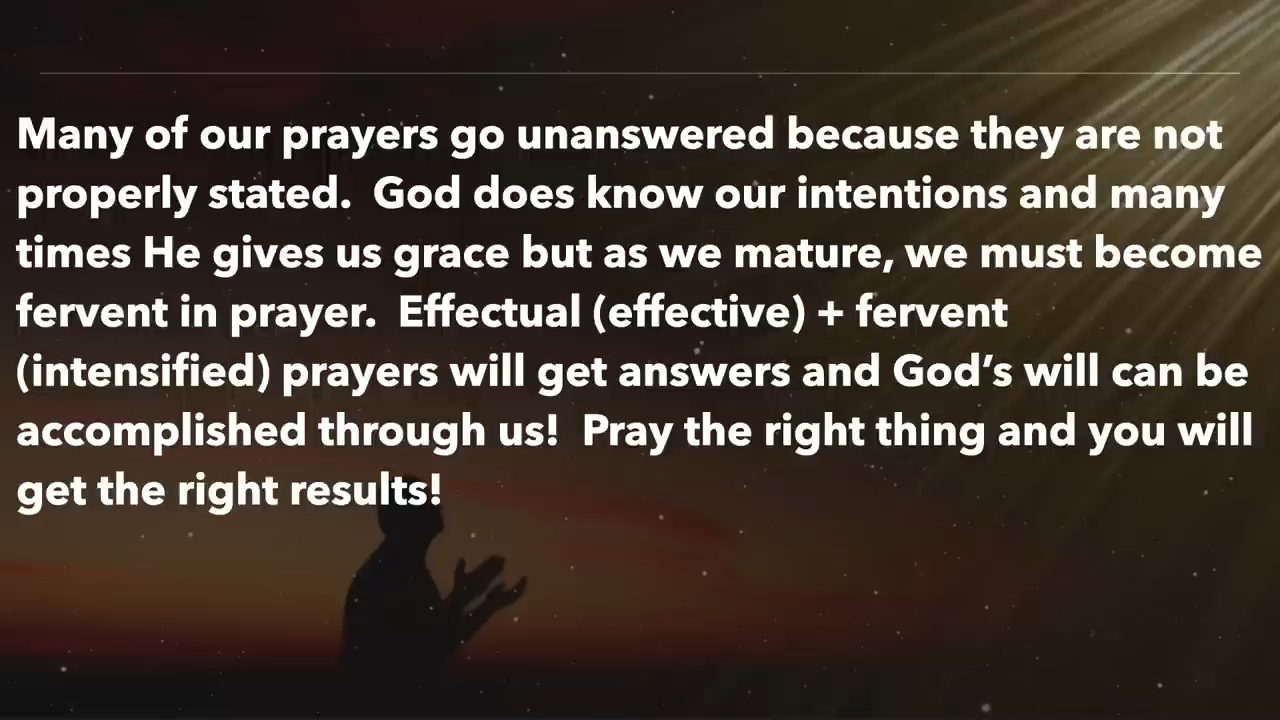 Many of our prayers go unanswered because they are not
properly stated.  God does know our intentions and many
times He gives us grace but as we mature, we must become
fervent in prayer.  Effectual (effective) + fervent
(intensified) prayers will get answers and God’s will can be
accomplished through us!  Pray the right thing and you will
get the right results!